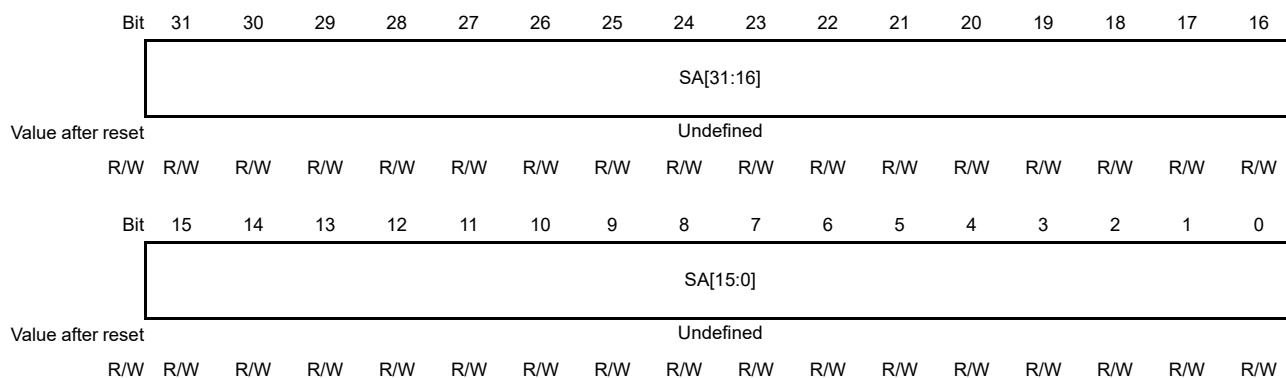 Bit 31 30 29 28 27 26 25 24 23 22 21 20 19 18 17 16
SA[31:16]
Value after reset Undefined
R/W R/W R/W R/W R/W R/W R/W R/W R/W R/W R/W R/W R/W R/W R/W R/W R/W
Bit 15 14 13 12 11 10 9 8 7 6 5 4 3 2 1 0
SA[15:0]
Value after reset Undefined
R/W R/W R/W R/W R/W R/W R/W R/W R/W R/W R/W R/W R/W R/W R/W R/W R/W